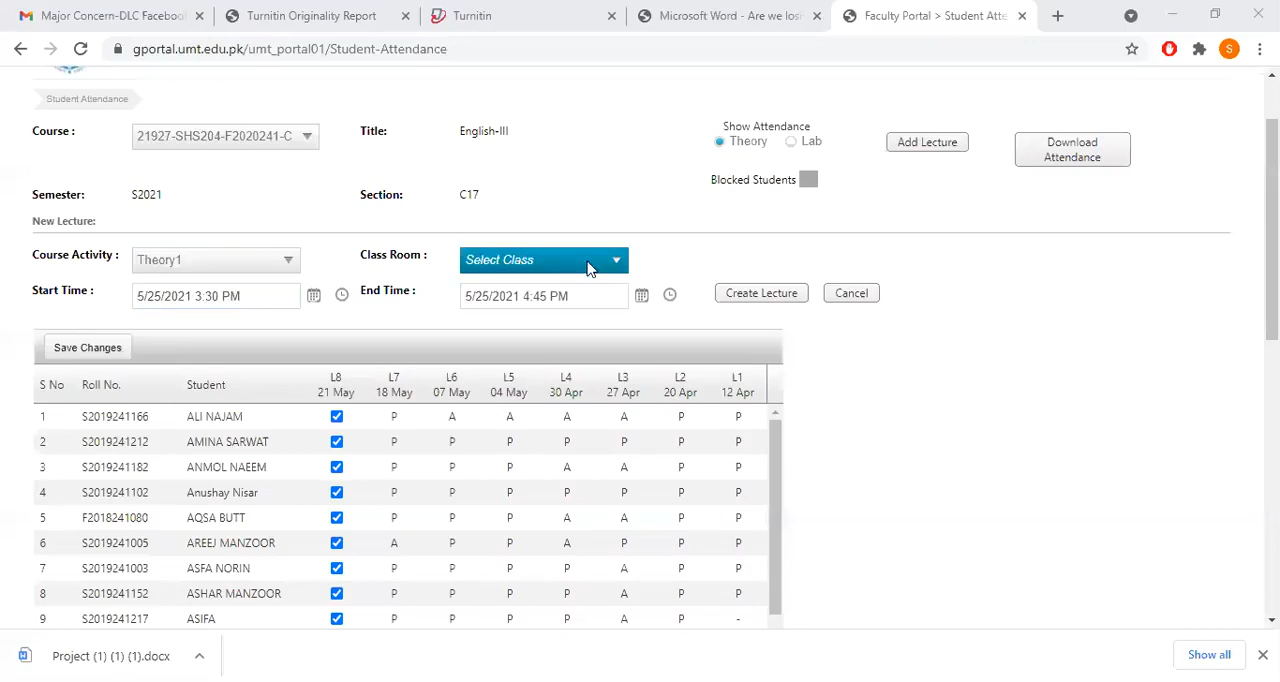 Major Concern-DLC Facebool
Turnitin Originality Report
Turnitin
Microsoft Word - Are we losi
Faculty Portal > Student Atte
gportal.umt.edu.pk/umt_portal01/Student-Attendance
S
Student Attendance
Course : 21927-SHS204-F2020241-C Title: English-III
Show Attendance
Theory Lab
Add Lecture
Download Attendance
Blocked Students
Semester: S2021 Section: C17
New Lecture:
Course Activity : Theory1 Class Room : Select Class
Start Time : 5/25/2021 3:30 PM End Time : 5/25/2021 4:45 PM Create Lecture Cancel
Save Changes
S No Roll No. Student L8 21 May L7 18 May L6 07 May L5 04 May L4 30 Apr L3 27 Apr L2 20 Apr L1 12 Apr
1 S2019241166 ALI NAJAM P A A A A P P
2 S2019241212 AMINA SARWAT P P P P A P P
3 S2019241182 ANMOL NAEEM P P P A A P P
4 S2019241102 Anushay Nisar P P P P P P P
5 F2018241080 AQSA BUTT P P P A A P P
6 S2019241005 AREEJ MANZOOR A P P A P P P
7 S2019241003 ASFA NORIN P P P P A P P
8 S2019241152 ASHAR MANZOOR P P P P A P P
9 S2019241217 ASIFA P P P P A P -
Project (1) (1) (1).docx
Show all